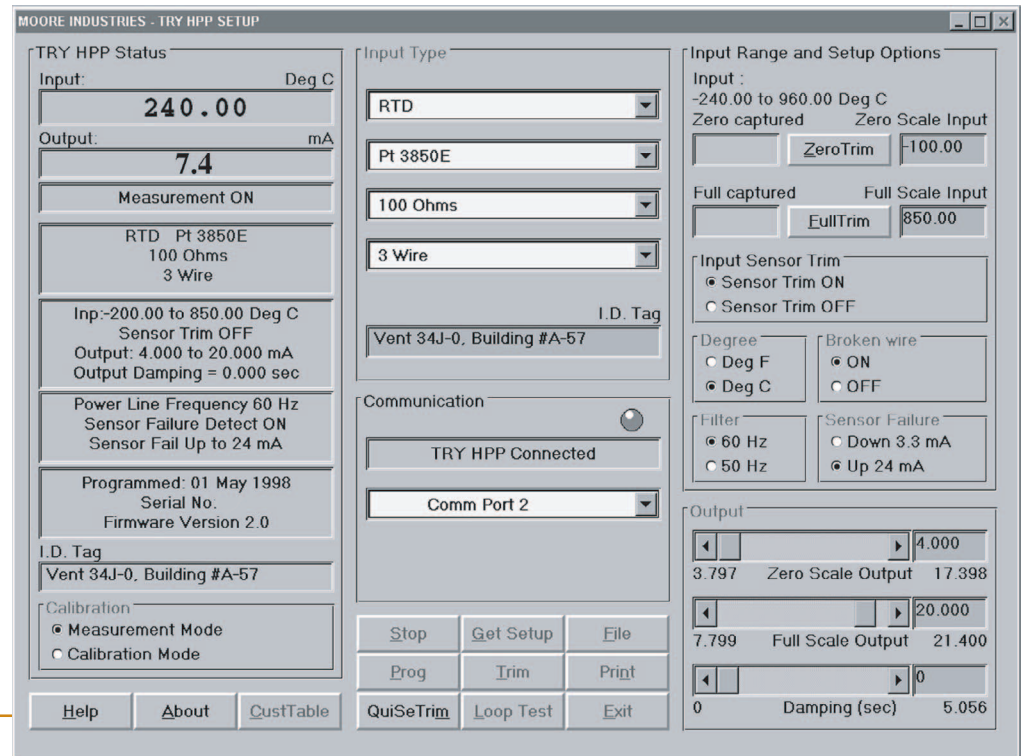 MOORE INDUSTRIES - TRY HPP SETUP
TRY HPP Status
Input: Deg C
240.00
Output: mA
7.4
Measurement ON
RTD Pt 3850E
100 Ohms
3 Wire
Inp:-200.00 to 850.00 Deg C
Sensor Trim OFF
Output: 4.000 to 20.000 mA
Output Damping = 0.000 sec
Power Line Frequency 60 Hz
Sensor Failure Detect ON
Sensor Fail Up to 24 mA
Programmed: 01 May 1998
Serial No.
Firmware Version 2.0
I.D. Tag
Vent 34J-0, Building #A-57
Calibration
Measurement Mode
Calibration Mode
Help About CustTable
Input Type
RTD
Pt 3850E
100 Ohms
3 Wire
I.D. Tag
Vent 34J-0, Building #A-57
Communication
TRY HPP Connected
Comm Port 2
Stop Get Setup File
Prog Trim Print
QuiSeTrim Loop Test Exit
Input Range and Setup Options
Input :
-240.00 to 960.00 Deg C
Zero captured Zero Scale Input
ZeroTrim -100.00
Full captured Full Scale Input
FullTrim 850.00
Input Sensor Trim
Sensor Trim ON
Sensor Trim OFF
Degree
Deg F
Deg C
Broken wire
ON
OFF
Filter
60 Hz
50 Hz
Sensor Failure
Down 3.3 mA
Up 24 mA
Output
4.000
3.797 Zero Scale Output 17.398
20.000
7.799 Full Scale Output 21.400
0
0 Damping (sec) 5.056